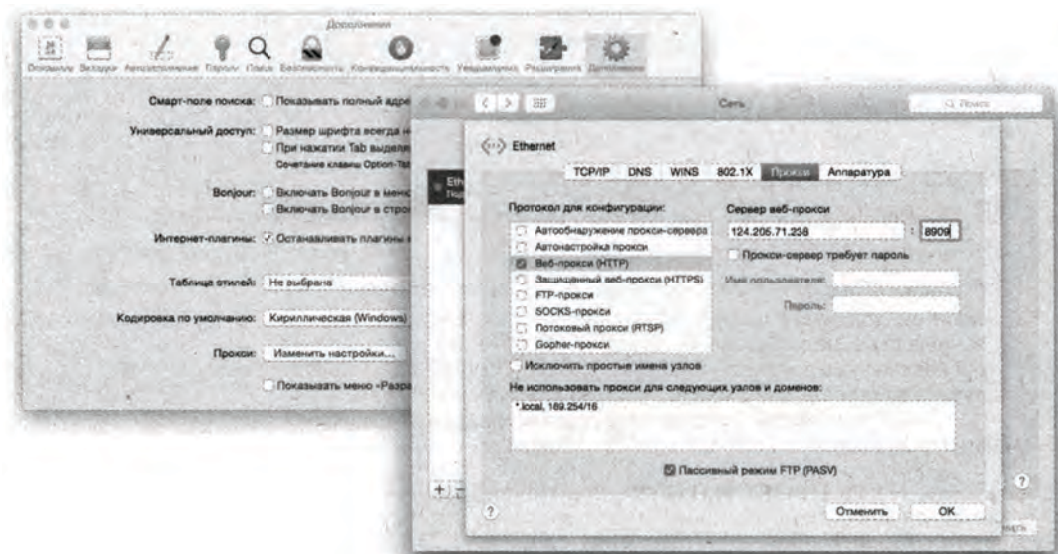 Дополнения
Основные Вкладки Автозаполнение Пароли Поиск Безопасность Конфиденциальность Уведомления Расширения Дополнения
Смарт-поле поиска: Показывать полный адре
Универсальный доступ: Размер шрифта всегда н
При нажатии Tab выделя
Сочетание клавиш Option-Tab
Bonjour: Включать Bonjour в меню
Включать Bonjour в стро
Интернет-плагины: Останавливать плагины
Таблица стилей: Не выбрана
Кодировка по умолчанию: Кириллическая (Windows)
Прокси: Изменить настройки...
Показывать меню «Разра
Сеть
Поиск
Eth
Ethernet
TCP/IP DNS WINS 802.1X Прокси Аппаратура
Протокол для конфигурации:
Автообнаружение прокси-сервера
Автонастройка прокси
Веб-прокси (HTTP)
Защищенный веб-прокси (HTTPS)
FTP-прокси
SOCKS-прокси
Потоковый прокси (RTSP)
Gopher-прокси
Исключить простые имена узлов
Сервер веб-прокси
124.205.71.238 : 8909
Прокси-сервер требует пароль
Имя пользователя:
Пароль:
Не использовать прокси для следующих узлов и доменов:
*.local, 169.254/16
Пассивный режим FTP (PASV)
+ −
?
?
Отменить OK